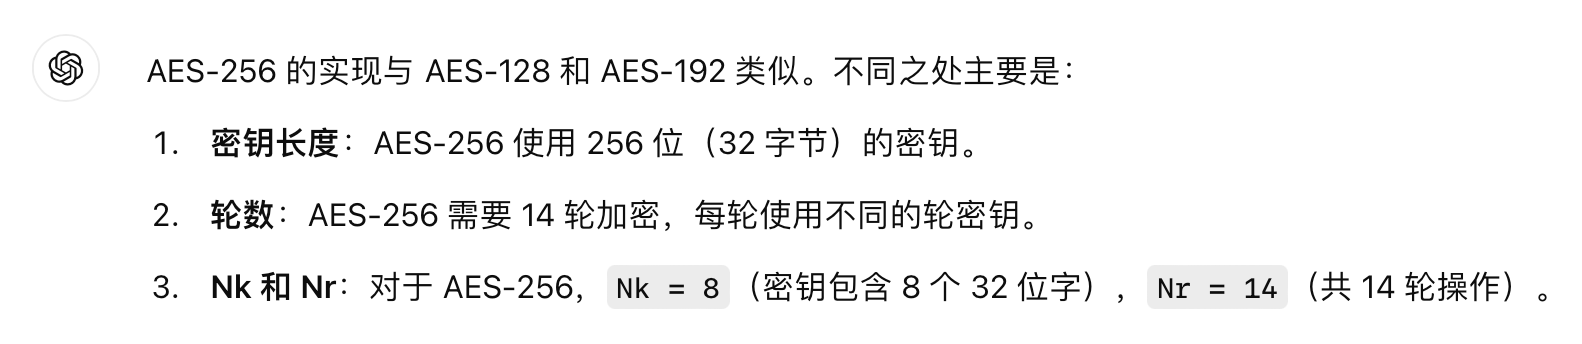 AES-256 的实现与 AES-128 和 AES-192 类似。不同之处主要是：
1. 密钥长度：AES-256 使用 256 位（32 字节）的密钥。
2. 轮数：AES-256 需要 14 轮加密，每轮使用不同的轮密钥。
3. Nk 和 Nr：对于 AES-256，Nk = 8（密钥包含 8 个 32 位字），Nr = 14（共 14 轮操作）。